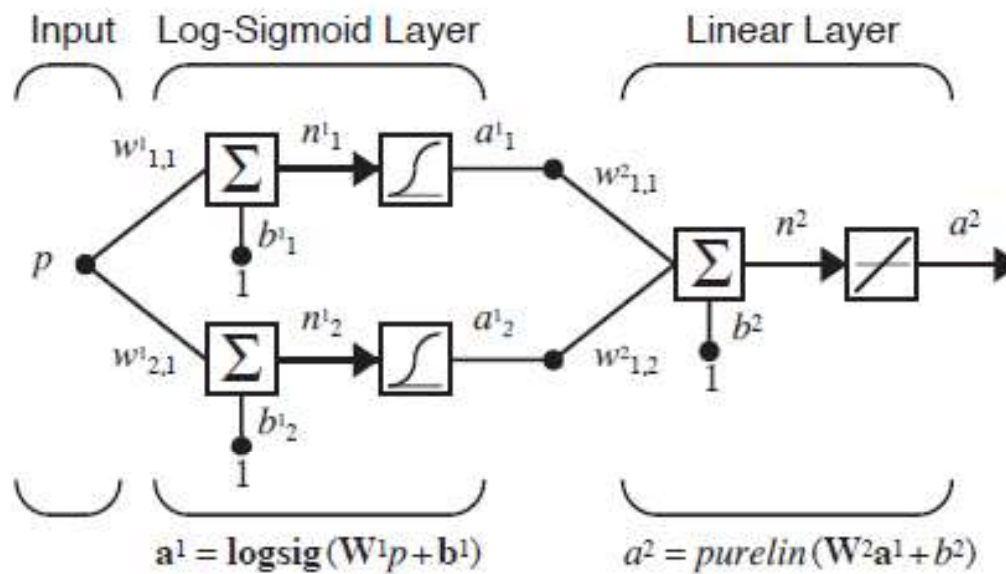 Input Log-Sigmoid Layer Linear Layer
w¹₁,₁ n¹₁ a¹₁ w²₁,₁
Σ
p b¹₁ 1 Σ n² a²
w¹₂,₁ n¹₂ a¹₂ w²₁,₂ b²
Σ 1
b¹₂
1
a¹ = logsig(W¹p+b¹) a² = purelin(W²a¹+b²)